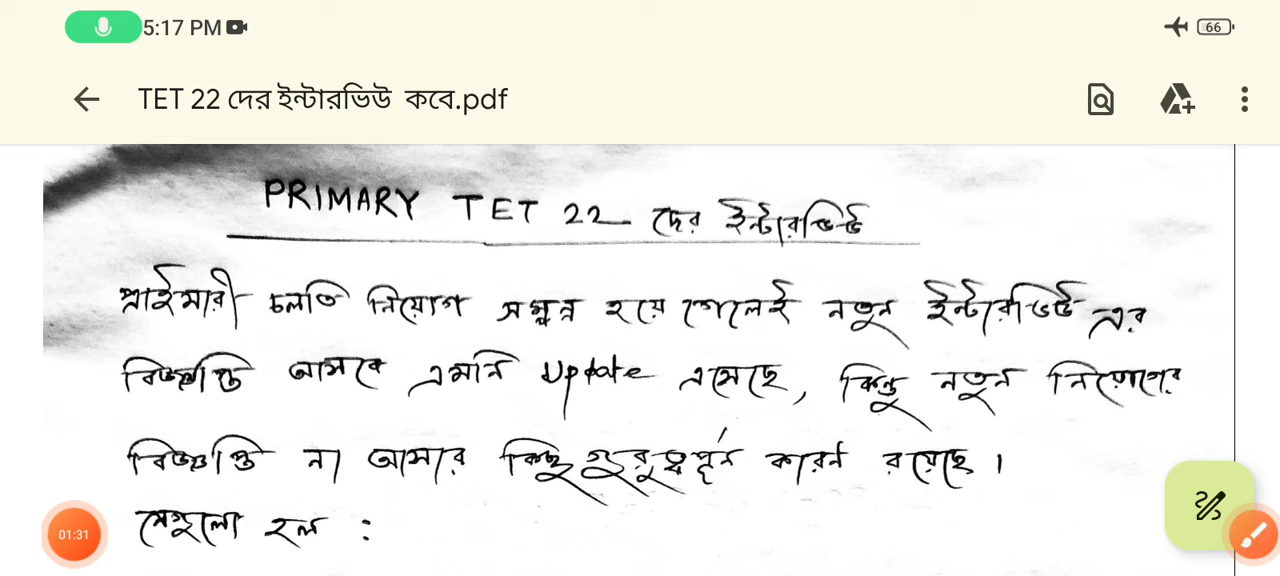 5:17 PM
66
TET 22 দের ইন্টারভিউ কবে.pdf
PRIMARY TET 22 দের ইন্টারভিউ
প্রাইমারী চলতি নিয়োগ সম্পন্ন হয়ে গেলেই নতুন ইন্টারভিউ এর
বিজ্ঞপ্তি আসবে এমনি Update এসেছে, কিন্তু নতুন নিয়োগের
বিজ্ঞপ্তি না আসার কিছু গুরুত্বপূর্ন কারন রয়েছে।
সেগুলো হল :
01:31